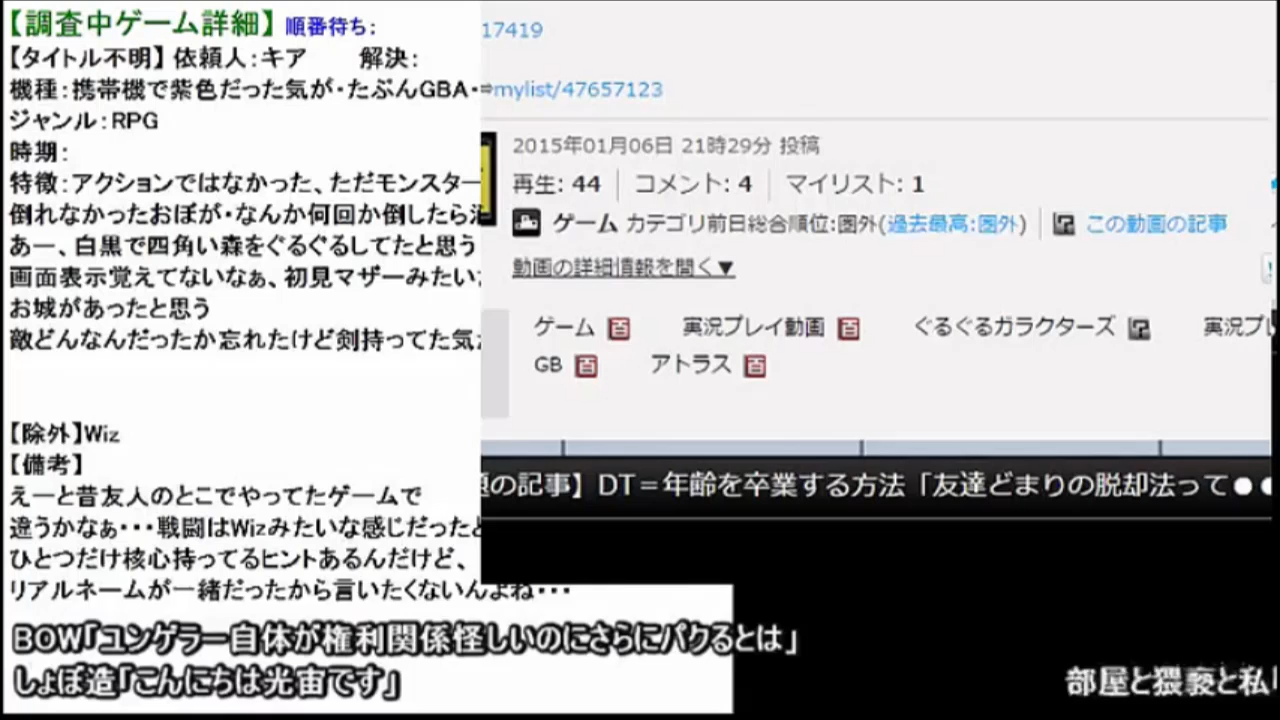 【調査中ゲーム詳細】 順番待ち:
【タイトル不明】 依頼人:キア 解決:
機種:携帯機で紫色だった気が・たぶんGBA・
ジャンル:RPG
時期:
特徴:アクションではなかった、ただモンスター
倒れなかったおぼが・なんか何回か倒したら
あー、白黒で四角い森をぐるぐるしてたと思う
画面表示覚えてないなぁ、初見マザーみたい
お城があったと思う
敵どんなんだったか忘れたけど剣持ってた気
【除外】Wiz
【備考】
えーと昔友人のとこでやってたゲームで
違うかなぁ・・・戦闘はWizみたいな感じだったと
ひとつだけ核心持ってるヒントあるんだけど、
リアルネームが一緒だったから言いたくないんよね・・・
17419
⇒mylist/47657123
2015年01月06日 21時29分 投稿
再生: 44 コメント: 4 マイリスト: 1
ゲーム カテゴリ前日総合順位:圏外(過去最高:圏外) この動画の記事
動画の詳細情報を開く▼
ゲーム 百 実況プレイ動画 百 ぐるぐるガラクターズ 実況プレ
GB 百 アトラス 百
の記事】 DT=年齢を卒業する方法「友達どまりの脱却法って●●
BOW「ユンゲラー自体が権利関係怪しいのにさらにパクるとは」
しょぼ造「こんにちは光宙です」
部屋と猥褻と私